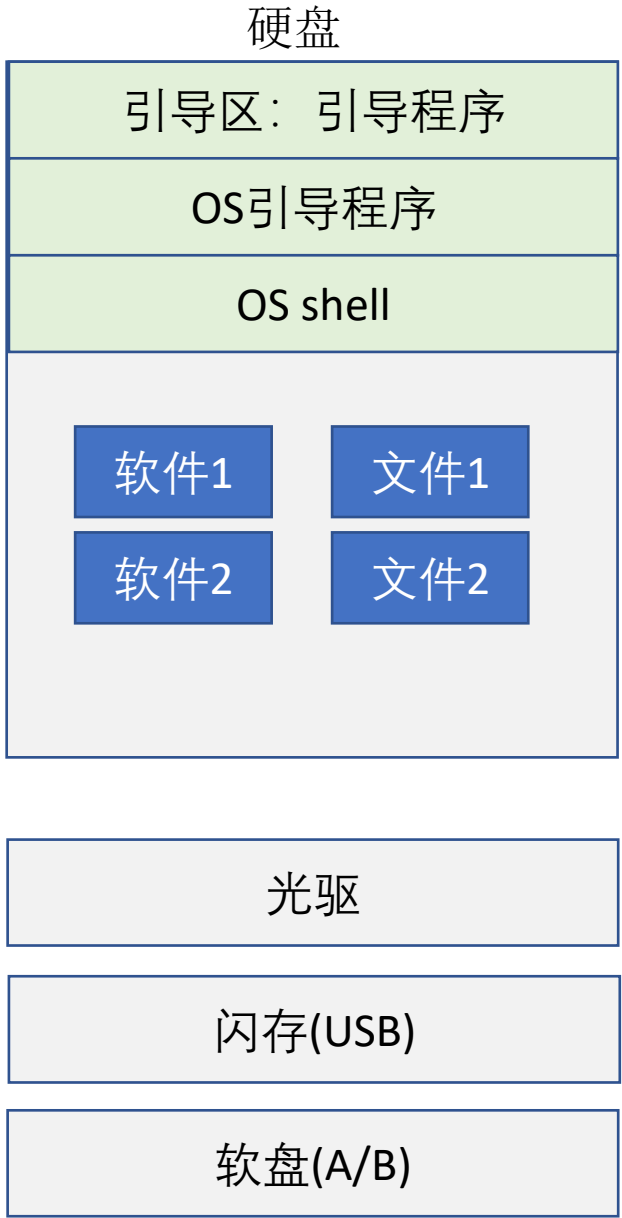 硬盘
引导区：引导程序
OS引导程序
OS shell
软件1 文件1
软件2 文件2
光驱
闪存(USB)
软盘(A/B)